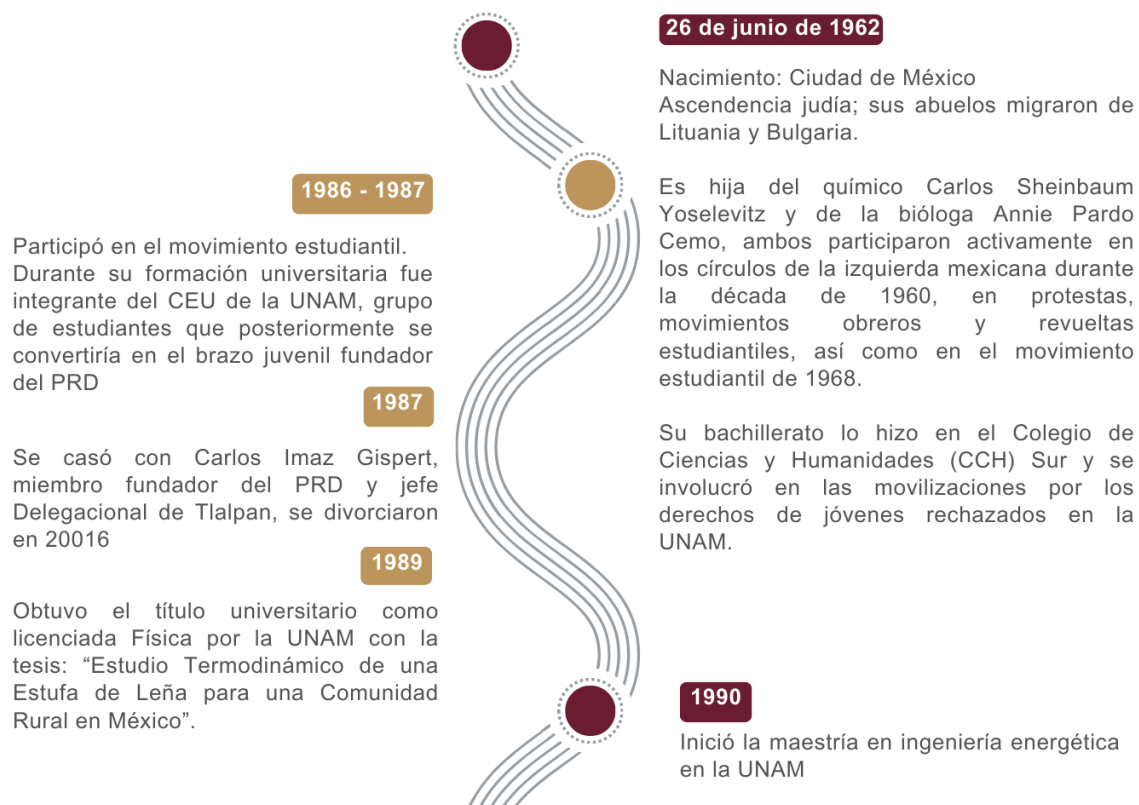 26 de junio de 1962
Nacimiento: Ciudad de México
Ascendencia judía; sus abuelos migraron de
Lituania y Bulgaria.
Es hija del químico Carlos Sheinbaum
Yoselevitz y de la bióloga Annie Pardo
Cemo, ambos participaron activamente en
los círculos de la izquierda mexicana durante
la década de 1960, en protestas,
movimientos obreros y revueltas
estudiantiles, así como en el movimiento
estudiantil de 1968.
Su bachillerato lo hizo en el Colegio de
Ciencias y Humanidades (CCH) Sur y se
involucró en las movilizaciones por los
derechos de jóvenes rechazados en la
UNAM.
1986 - 1987
Participó en el movimiento estudiantil.
Durante su formación universitaria fue
integrante del CEU de la UNAM, grupo
de estudiantes que posteriormente se
convertiría en el brazo juvenil fundador
del PRD
1987
Se casó con Carlos Imaz Gispert,
miembro fundador del PRD y jefe
Delegacional de Tlalpan, se divorciaron
en 20016
1989
Obtuvo el título universitario como
licenciada Física por la UNAM con la
tesis: “Estudio Termodinámico de una
Estufa de Leña para una Comunidad
Rural en México”.
1990
Inició la maestría en ingeniería energética
en la UNAM